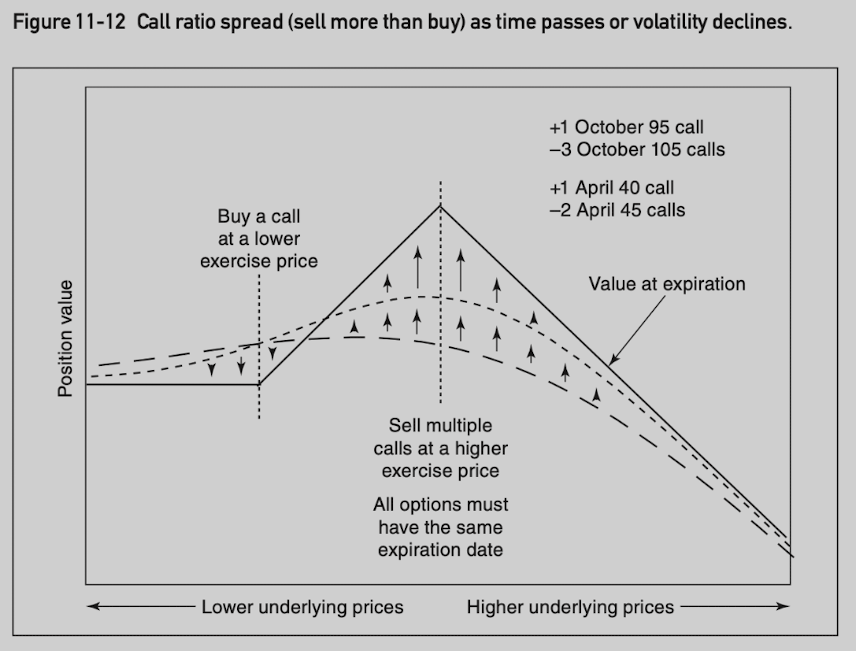 Figure 11-12 Call ratio spread (sell more than buy) as time passes or volatility declines.
+1 October 95 call
–3 October 105 calls
+1 April 40 call
–2 April 45 calls
Buy a call
at a lower
exercise price
Value at expiration
Position value
Sell multiple
calls at a higher
exercise price
All options must
have the same
expiration date
Lower underlying prices
Higher underlying prices